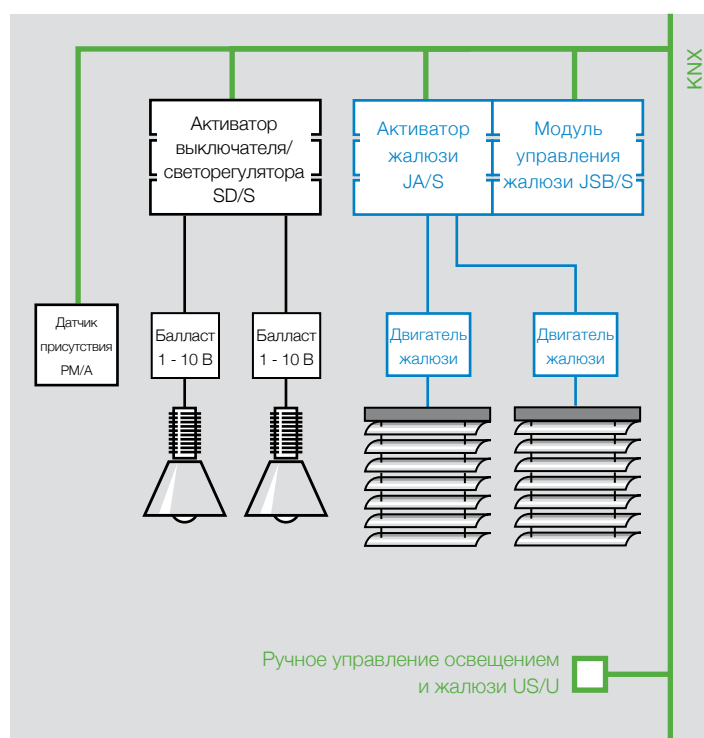 KNX
Активатор
выключателя/
светорегулятора
SD/S
Активатор
жалюзи
JA/S
Модуль
управления
жалюзи JSB/S
Датчик
присутствия
PM/A
Балласт
1 - 10 В
Балласт
1 - 10 В
Двигатель
жалюзи
Двигатель
жалюзи
Ручное управление освещением
и жалюзи US/U